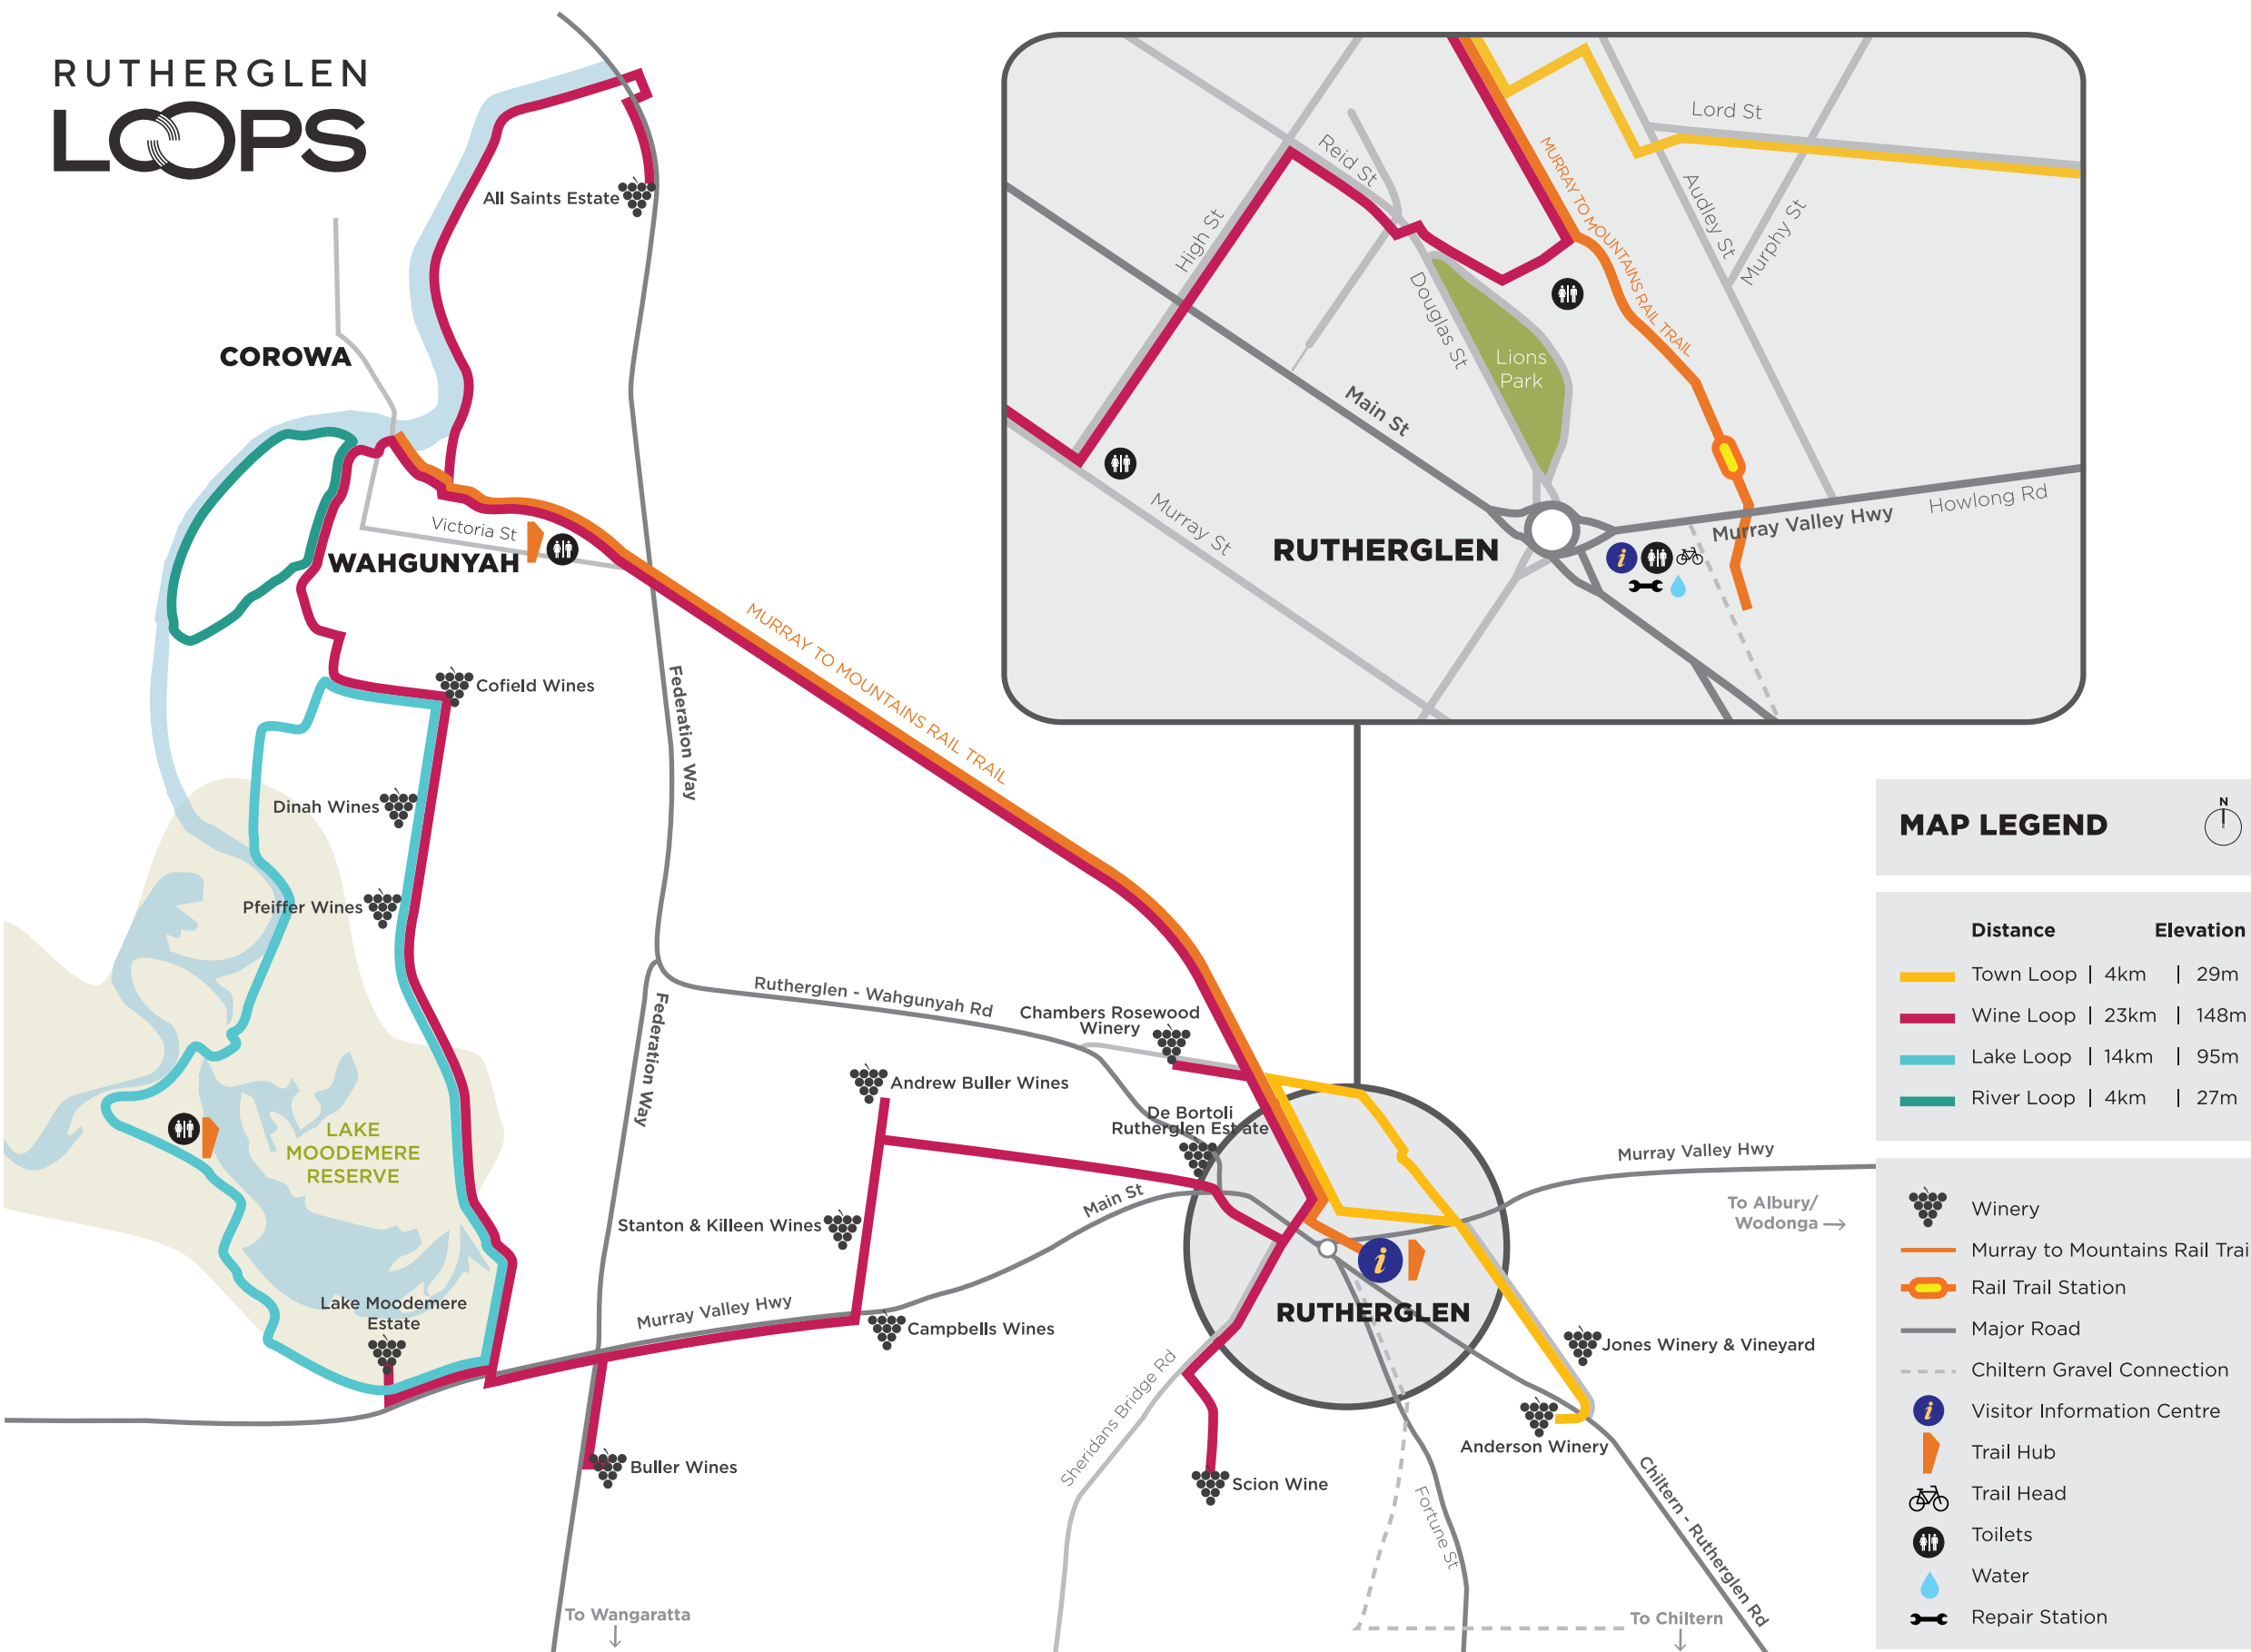 RUTHERGLEN
LOOPS
All Saints Estate
COROWA
Victoria St
WAHGUNYAH
Cofield Wines
Federation Way
MURRAY TO MOUNTAINS RAIL TRAIL
Dinah Wines
Pfeiffer Wines
Rutherglen - Wahgunyah Rd
Federation Way
Chambers Rosewood
Winery
Andrew Buller Wines
De Bortoli
Rutherglen Estate
LAKE
MOODEMERE
RESERVE
Main St
Stanton & Killeen Wines
Murray Valley Hwy
Campbells Wines
Lake Moodemere
Estate
Buller Wines
To Wangaratta
Sheridans Bridge Rd
Scion Wine
RUTHERGLEN
i
Murray Valley Hwy
To Albury/
Wodonga
Jones Winery & Vineyard
Anderson Winery
Fortune St
Chiltern - Rutherglen Rd
To Chiltern
Lord St
Reid St
MURRAY TO MOUNTAINS RAIL TRAIL
Audley St
Murphy St
High St
Douglas St
Lions
Park
Main St
Murray St
RUTHERGLEN
Howlong Rd
Murray Valley Hwy
i
MAP LEGEND
N
Distance Elevation
Town Loop | 4km | 29m
Wine Loop | 23km | 148m
Lake Loop | 14km | 95m
River Loop | 4km | 27m
Winery
Murray to Mountains Rail Trai
Rail Trail Station
Major Road
Chiltern Gravel Connection
i
Visitor Information Centre
Trail Hub
Trail Head
Toilets
Water
Repair Station